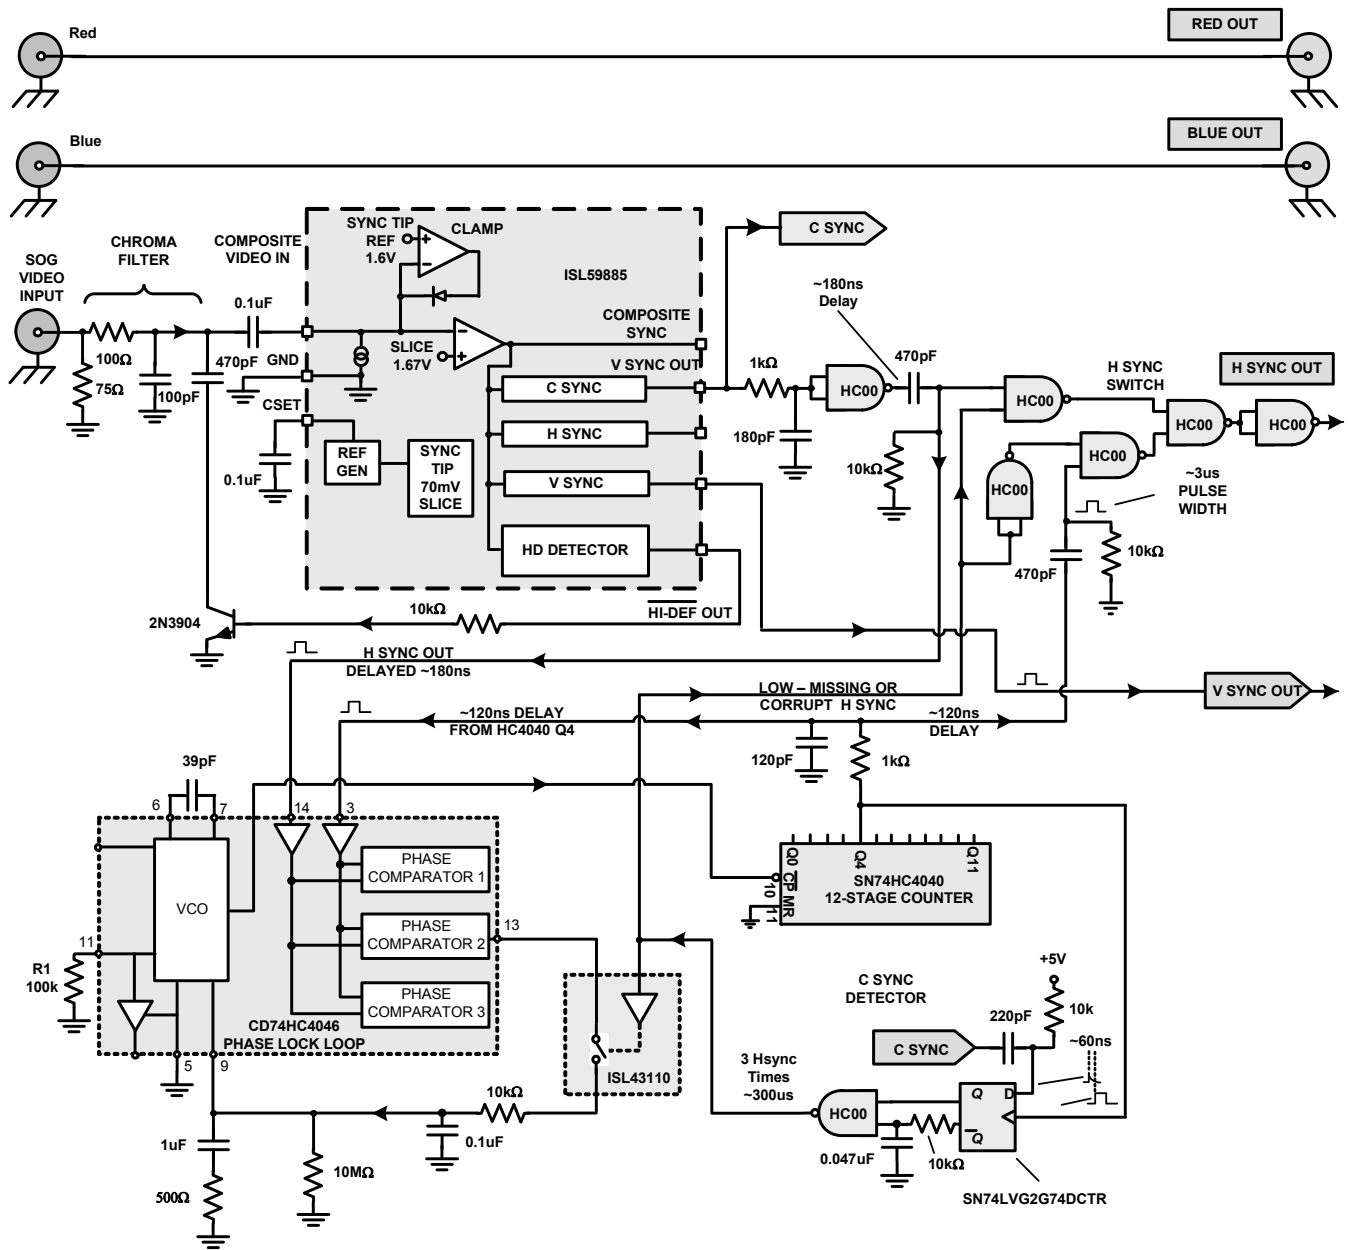 Red
RED OUT
Blue
BLUE OUT
SYNC TIP
REF
1.6V
CLAMP
C SYNC
CHROMA
FILTER
COMPOSITE
VIDEO IN
SOG
VIDEO
INPUT
ISL59885
~180ns
Delay
0.1uF
COMPOSITE
SYNC
SLICE
1.67V
100Ω
470pF
GND
V SYNC OUT
1kΩ
470pF
H SYNC
SWITCH
H SYNC OUT
75Ω
100pF
C SYNC
HC00
HC00
HC00
HC00
CSET
H SYNC
180pF
REF
GEN
SYNC
TIP
70mV
SLICE
HC00
0.1uF
V SYNC
10kΩ
HC00
~3us
PULSE
WIDTH
HD DETECTOR
470pF
10kΩ
10kΩ
HI-DEF OUT
2N3904
H SYNC OUT
DELAYED ~180ns
LOW – MISSING OR
CORRUPT H SYNC
V SYNC OUT
~120ns DELAY
FROM HC4040 Q4
~120ns
DELAY
39pF
120pF
1kΩ
6
7
14
3
PHASE
COMPARATOR 1
Q0
Q4
Q11
VCO
CP
10
MR
11
SN74HC4040
12-STAGE COUNTER
PHASE
COMPARATOR 2
13
11
R1
100k
PHASE
COMPARATOR 3
+5V
C SYNC
DETECTOR
10k
220pF
CD74HC4046
PHASE LOCK LOOP
C SYNC
~60ns
5
9
ISL43110
3 Hsync
Times
~300us
10kΩ
Q
D
HC00
Q
1uF
0.1uF
0.047uF
10kΩ
10MΩ
500Ω
SN74LVG2G74DCTR